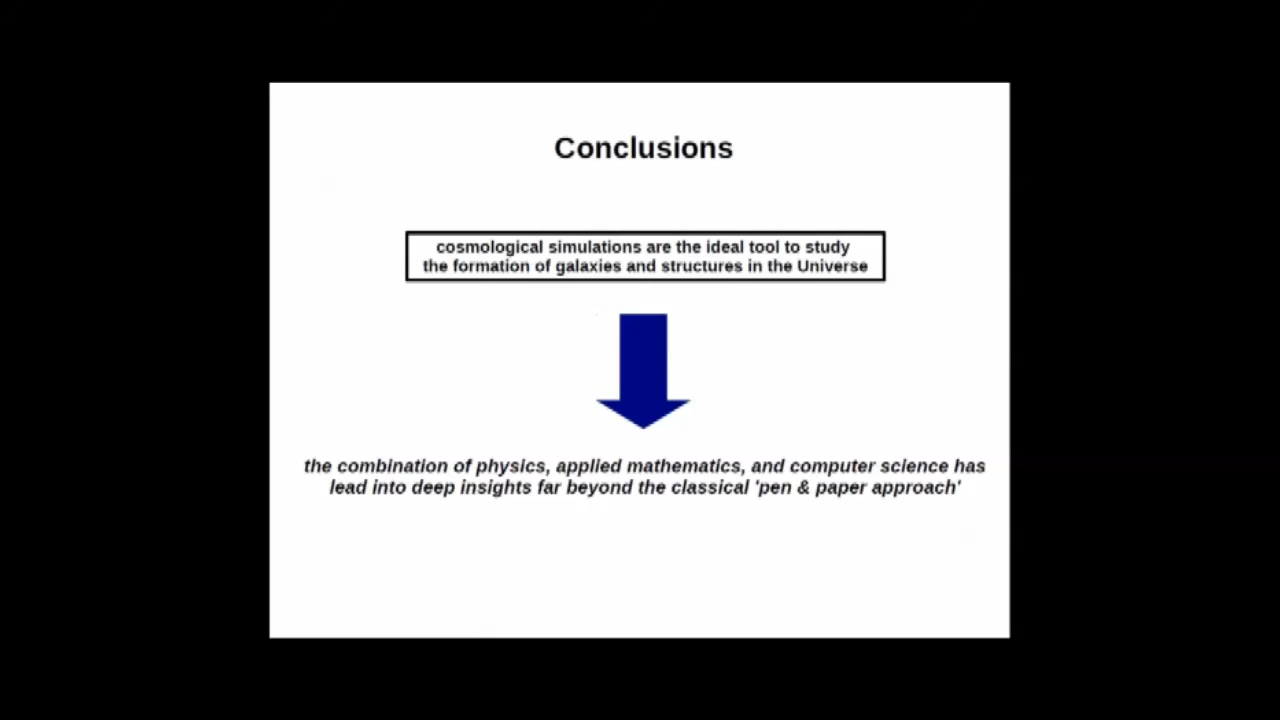 Conclusions
cosmological simulations are the ideal tool to study
the formation of galaxies and structures in the Universe
the combination of physics, applied mathematics, and computer science has
lead into deep insights far beyond the classical 'pen & paper approach'